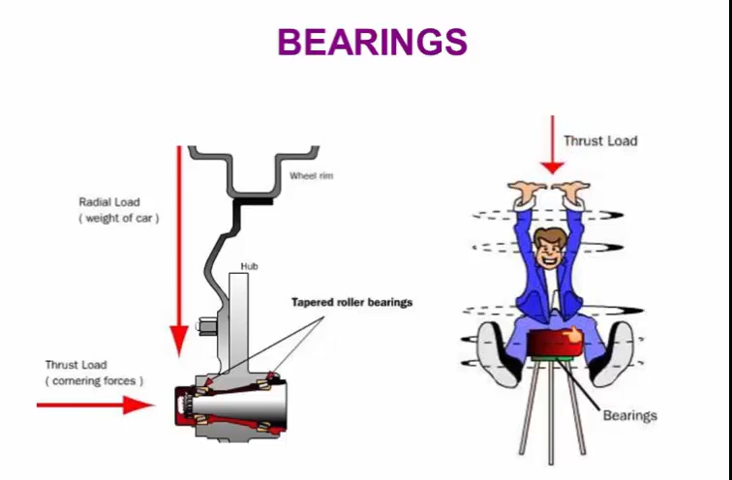 BEARINGS
Thrust Load
Wheel rim
Radial Load
( weight of car )
Hub
Tapered roller bearings
Thrust Load
( cornering forces )
Bearings